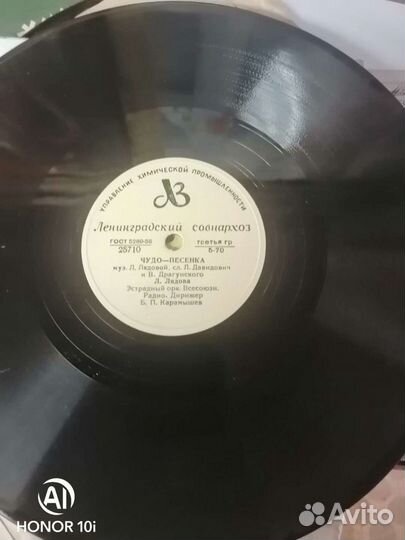 УПРАВЛЕНИЕ ХИМИЧЕСКОЙ ПРОМЫШЛЕННОСТИ
ЛЗ
Ленинградский совнархоз
ГОСТ 5289-56 третья гр.
25710 5-70
ЧУДО—ПЕСЕНКА
муз. Л. Лядовой, сл. Л. Давидович
и В. Драгунского
Л. Лядова
Эстрадный орк. Всесоюзн.
Радио. Дирижер
Б. П. Карамышев
AI
HONOR 10i
Avito